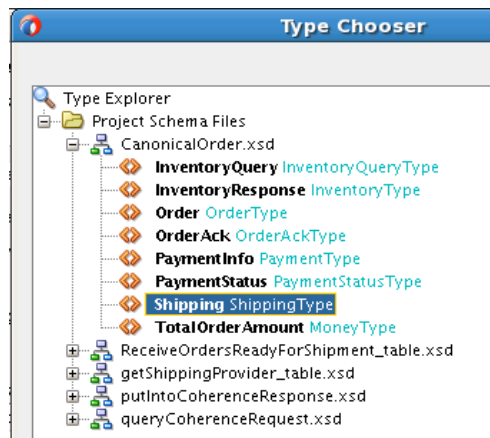 Type Chooser
Type Explorer
Project Schema Files
CanonicalOrder.xsd
InventoryQuery InventoryQueryType
InventoryResponse InventoryType
Order OrderType
OrderAck OrderAckType
PaymentInfo PaymentType
PaymentStatus PaymentStatusType
Shipping ShippingType
TotalOrderAmount MoneyType
ReceiveOrdersReadyForShipment_table.xsd
getShippingProvider_table.xsd
putIntoCoherenceResponse.xsd
queryCoherenceRequest.xsd